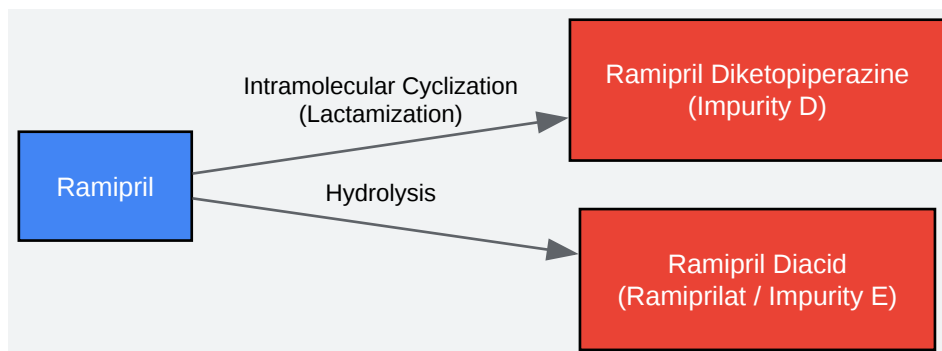 Ramipril
Intramolecular Cyclization
(Lactamization)
Hydrolysis
Ramipril Diketopiperazine
(Impurity D)
Ramipril Diacid
(Ramiprilat / Impurity E)